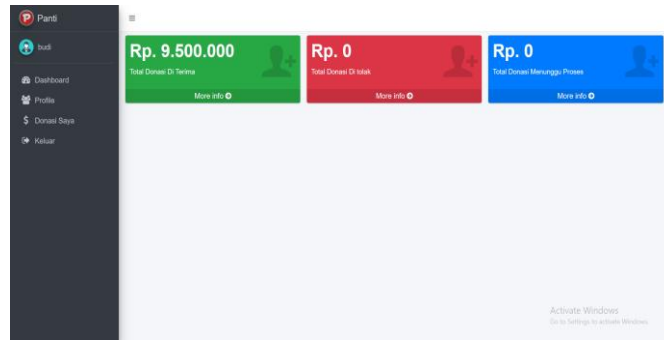 Panti
budi
Dashboard
Profile
Donasi Saya
Keluar
Rp. 9.500.000
Total Donasi Di Terima
More info
Rp. 0
Total Donasi Di tolak
More info
Rp. 0
Total Donasi Menunggu Proses
More info
Activate Windows
Go to Settings to activate Windows.